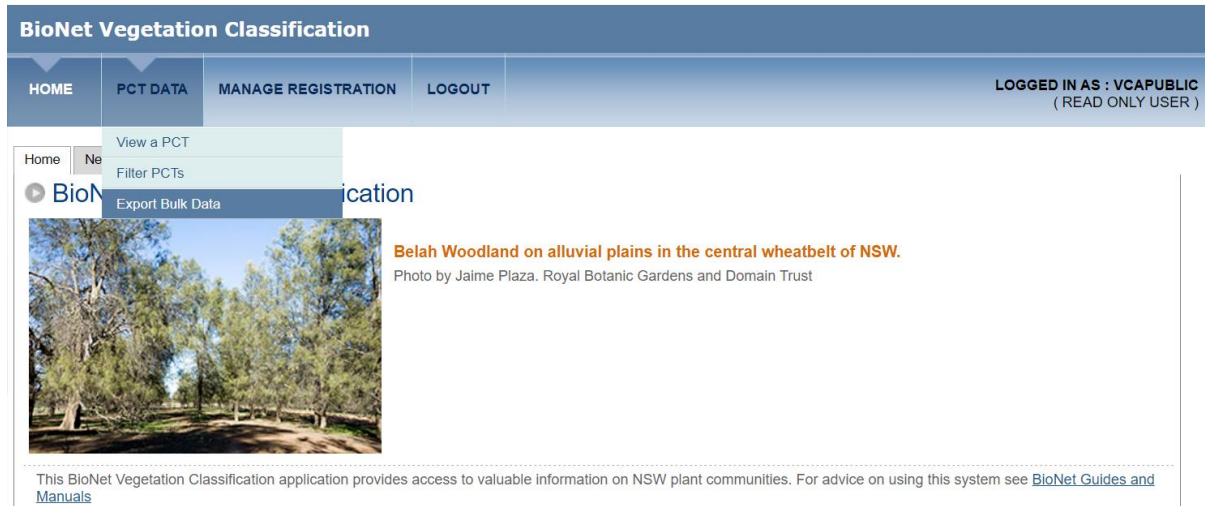 BioNet Vegetation Classification
HOME PCT DATA MANAGE REGISTRATION LOGOUT
LOGGED IN AS : VCAPUBLIC
( READ ONLY USER )
View a PCT
Filter PCTs
Export Bulk Data
Home Ne
BioN ication
Belah Woodland on alluvial plains in the central wheatbelt of NSW.
Photo by Jaime Plaza. Royal Botanic Gardens and Domain Trust
This BioNet Vegetation Classification application provides access to valuable information on NSW plant communities. For advice on using this system see BioNet Guides and
Manuals